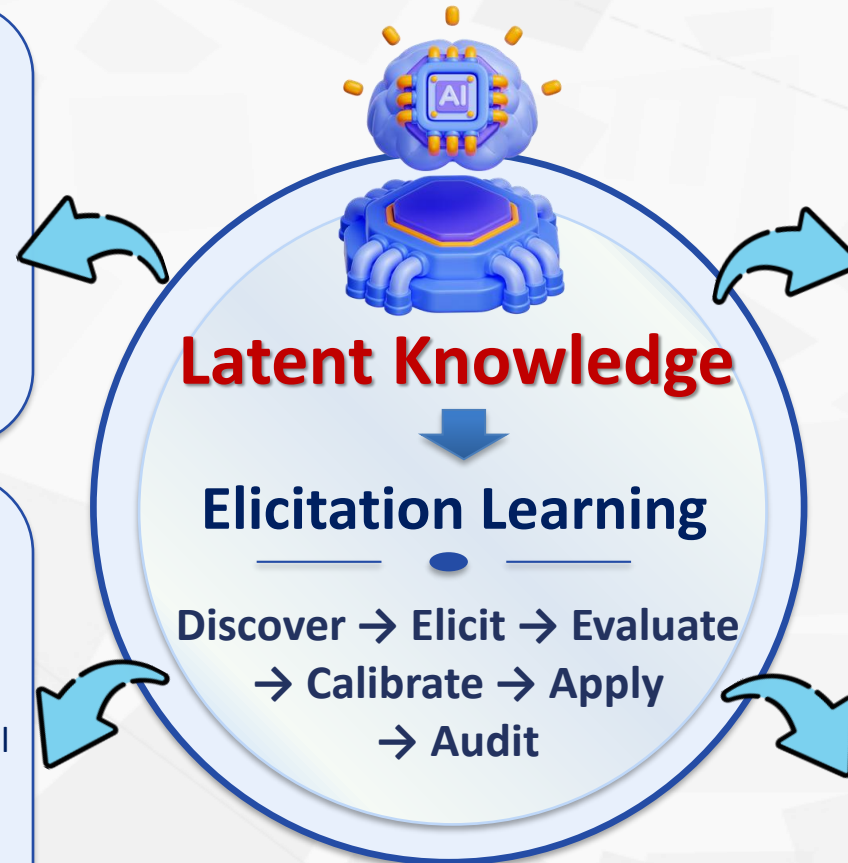 AI
Latent Knowledge
Elicitation Learning
Discover → Elicit → Evaluate
→ Calibrate → Apply
→ Audit
l